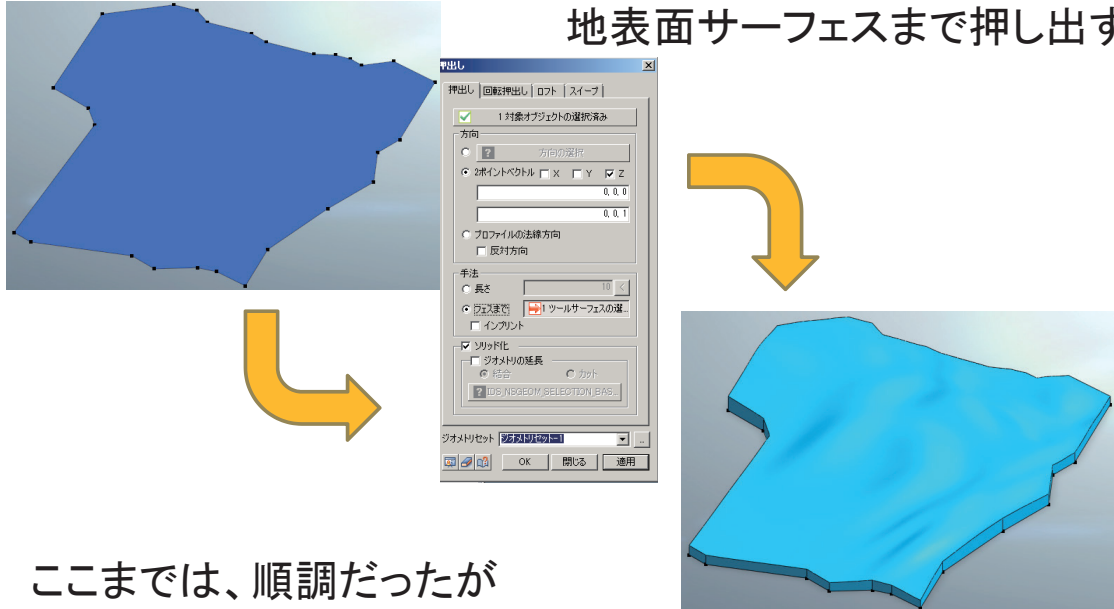 地表面サーフェスまで押し出す
押出し
押出し 回転押出し ロフト スイープ
1 対象オブジェクトの選択済み
方向
? 方向の選択
2ポイントベクトル X Y Z
0, 0, 0
0, 0, 1
プロファイルの法線方向
反対方向
手法
長さ 10 <
フェスまで 1 ツールサーフェスの選...
インプリント
ソリッド化
ジオメトリの延長
結合 カット
? IDS_NSGEOM_SELECTION_BAS...
ジオメトリセット ジオメトリセット-1 ...
OK 閉じる 適用
ここまでは、順調だったが